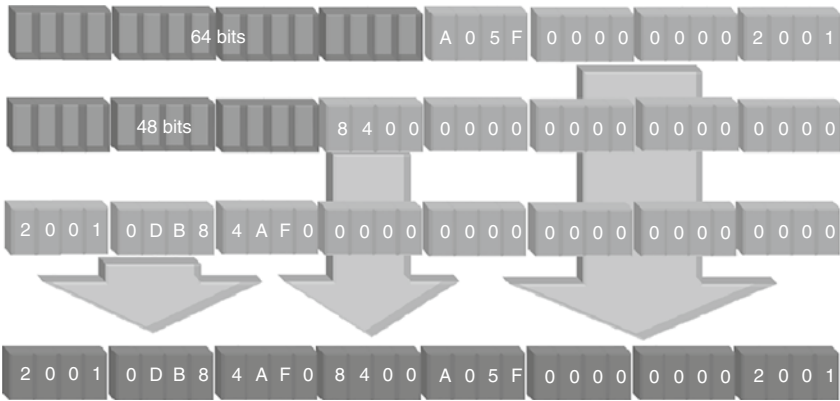 64 bits A 0 5 F 0 0 0 0 0 0 0 0 2 0 0 1
48 bits 8 4 0 0 0 0 0 0 0 0 0 0 0 0 0 0 0 0 0 0
2 0 0 1 0 D B 8 4 A F 0 0 0 0 0 0 0 0 0 0 0 0 0 0 0 0 0 0 0 0 0
2 0 0 1 0 D B 8 4 A F 0 8 4 0 0 A 0 5 F 0 0 0 0 0 0 0 0 2 0 0 1